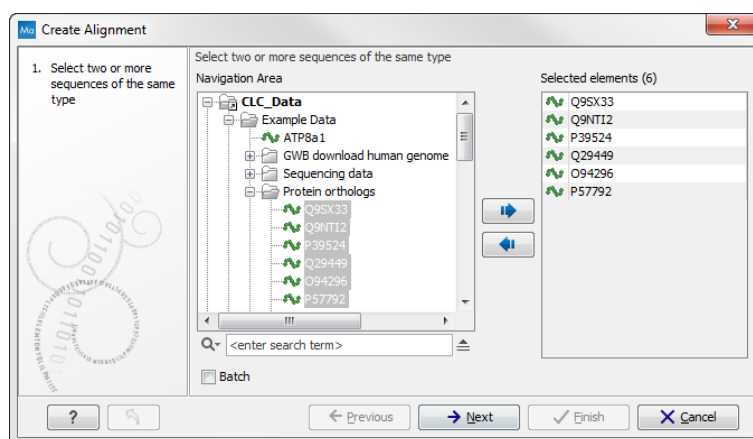 Ma Create Alignment
1. Select two or more
sequences of the same
type
Select two or more sequences of the same type
Navigation Area
CLC_Data
Example Data
ATP8a1
GWB download human genome
Sequencing data
Protein orthologs
Q9SX33
Q9NTI2
P39524
Q29449
O94296
P57792
<enter search term>
Batch
Selected elements (6)
Q9SX33
Q9NTI2
P39524
Q29449
O94296
P57792
? Previous Next Finish Cancel